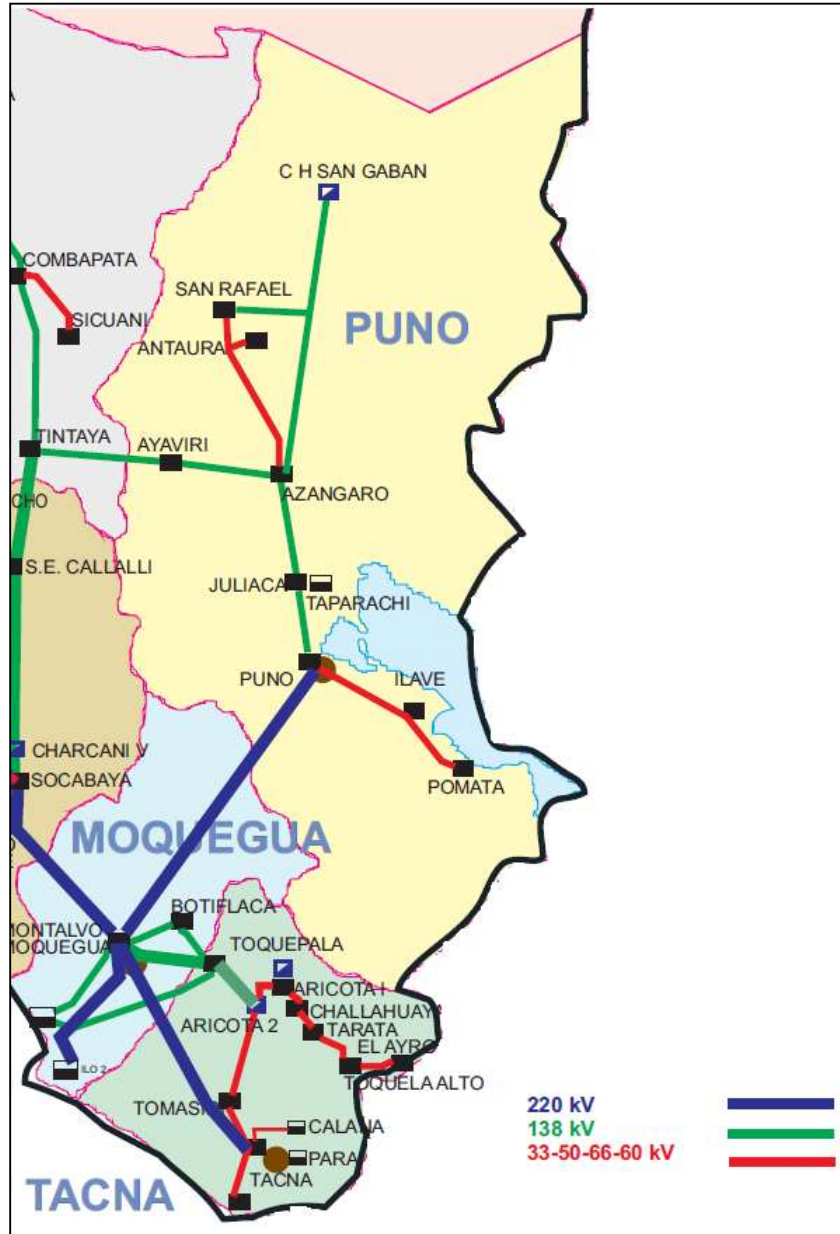 C H SAN GABAN
COMBAPATA
SAN RAFAEL
SICUANI
PUNO
ANTAURA
TINTAYA
AYAVIRI
AZANGARO
CHO
S.E. CALLALLI
JULIACA
TAPARACHI
PUNO
ILAVE
CHARCANI V
SOCABAYA
POMATA
MOQUEGUA
BOTIFLACA
MONTALVO
MOQUEGUA
TOQUEPALA
ARICOTA I
CHALLAHUAYA
ARICOTA 2
TARATA
EL AYRO
ILO 2
TOQUELA ALTO
220 kV
TOMASI
138 kV
CALANA
33-50-66-60 kV
PARA
TACNA
TACNA